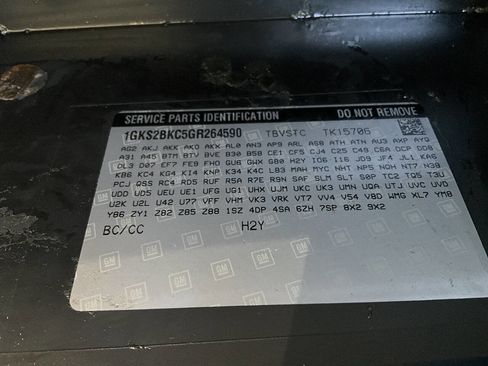 SERVICE PARTS IDENTIFICATION DO NOT REMOVE
1GKS2BKC5GR264590 TBVSTC TK15706
AG2 AKJ AKK AKO AKX AL0 AN3 AP9 ARL ASB ATH ATN AU3 AXP AYQ
A31 A45 BTM BTV BVE B30 B58 CE1 CF5 CJ4 C25 C49 C6A DCP DD8
DL3 D07 EF7 FE9 FHO GU6 GWX G80 H2Y IO6 I16 JD9 JF4 JL1 KA6
KB6 KC4 KG4 KI4 KNP K34 K4C L83 MAH MYC NHT NP5 NQH NT7 N38
PCJ QSS RC4 RD5 RUF R5A R7E R9N SAF SLM SLT S0P TC2 TQ5 T3U
UDD UD5 UEU UE1 UFG UG1 UHX UJM UKC UK3 UMN UQA UTJ UVC UVD
U2K U2L U42 U77 VFF VHM VK3 VRK VT7 VV4 V54 V8D WMG XL7 YM8
Y86 ZY1 Z82 Z85 Z88 1SZ 4DP 4SA 6ZH 7SP 8X2 9X2
BC/CC H2Y